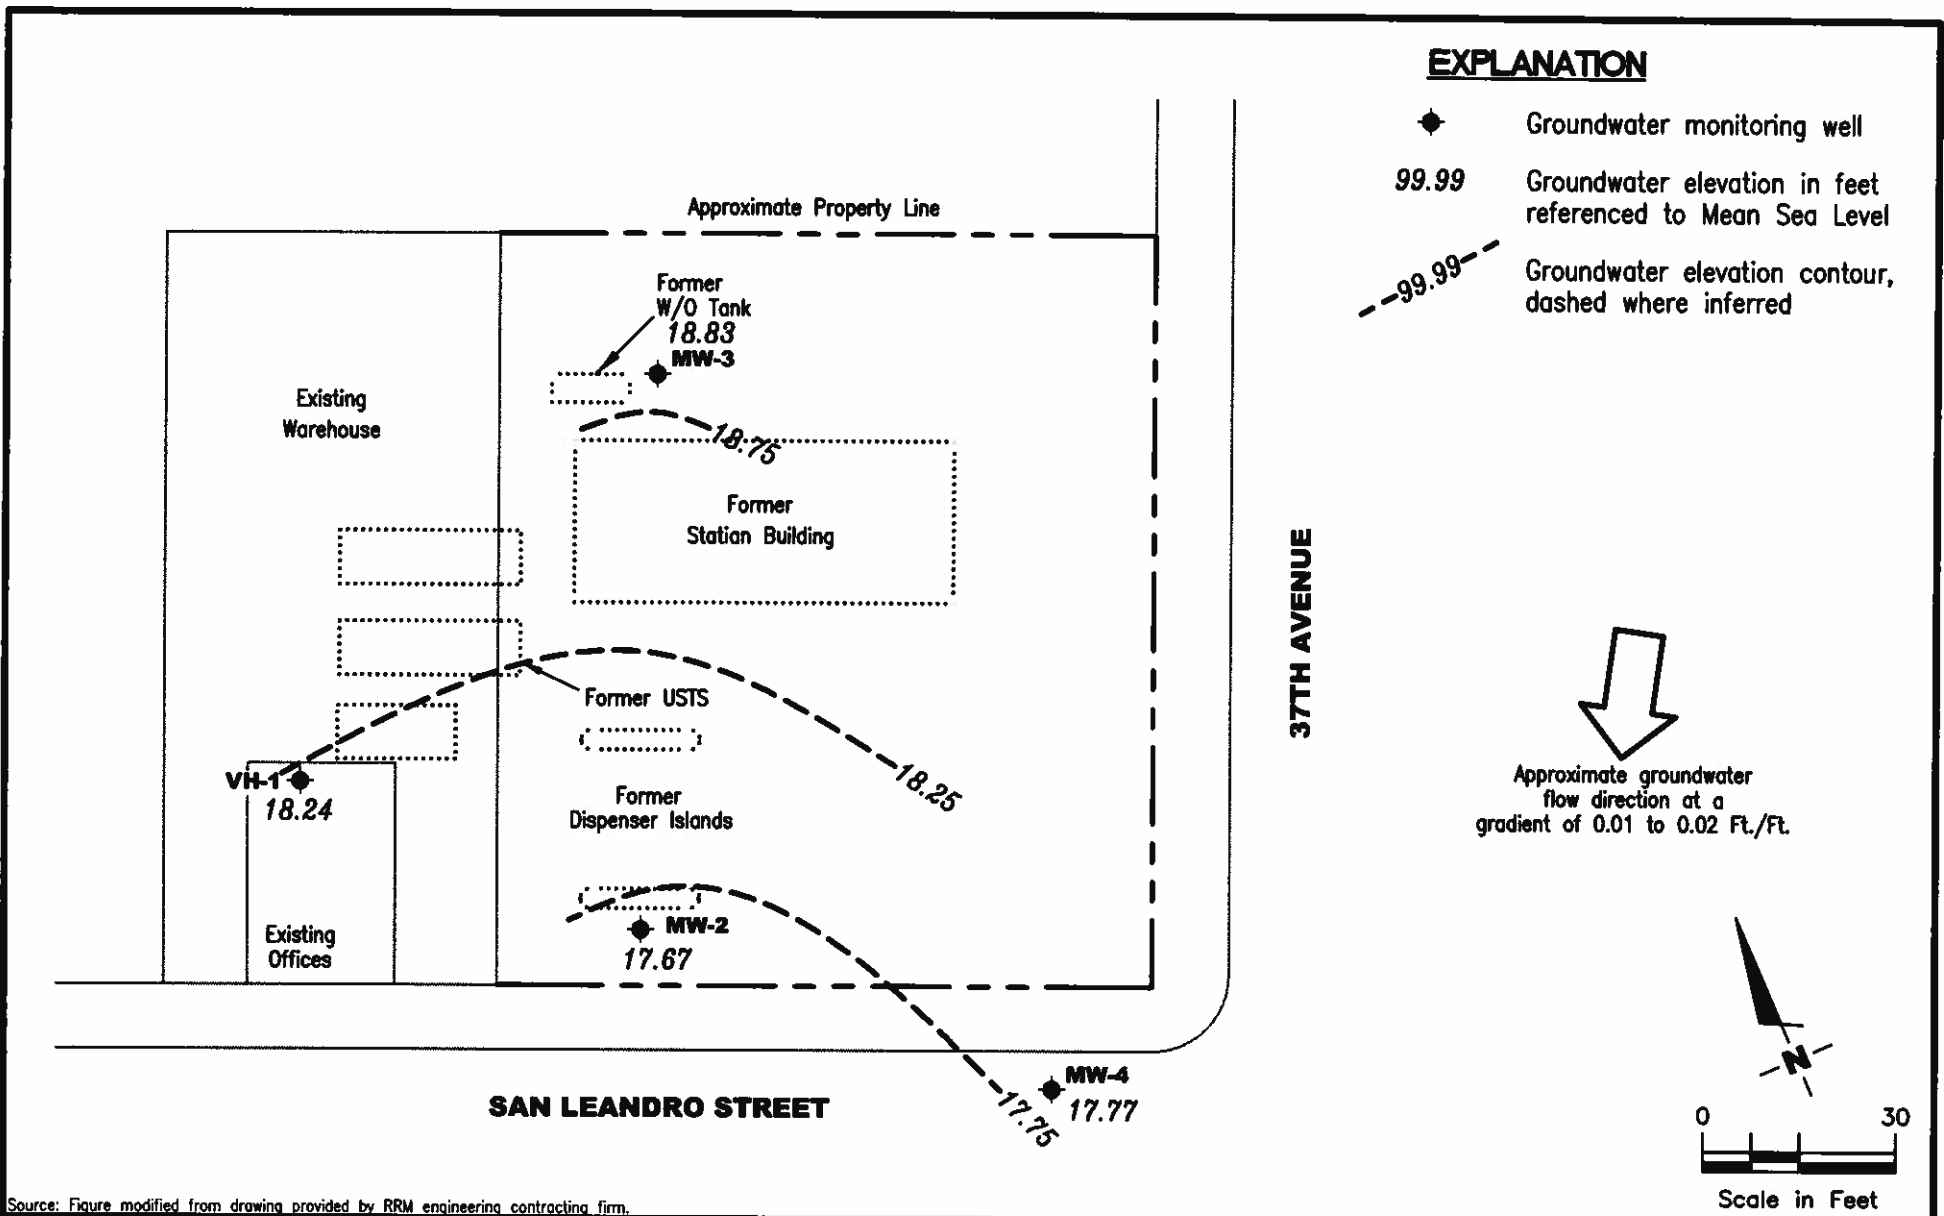 EXPLANATION
Groundwater monitoring well
99.99
Groundwater elevation in feet
referenced to Mean Sea Level
99.99
Groundwater elevation contour,
dashed where inferred
Approximate Property Line
Former
W/O Tank
18.83
MW-3
18.75
Existing
Warehouse
Former
Station Building
Former USTS
VH-1
18.24
18.25
Former
Dispenser Islands
MW-2
17.67
Existing
Offices
37TH AVENUE
Approximate groundwater
flow direction at a
gradient of 0.01 to 0.02 Ft./Ft.
N
MW-4
17.77
17.75
SAN LEANDRO STREET
0 30
Scale in Feet
Source: Figure modified from drawing provided by RRM engineering contracting firm.